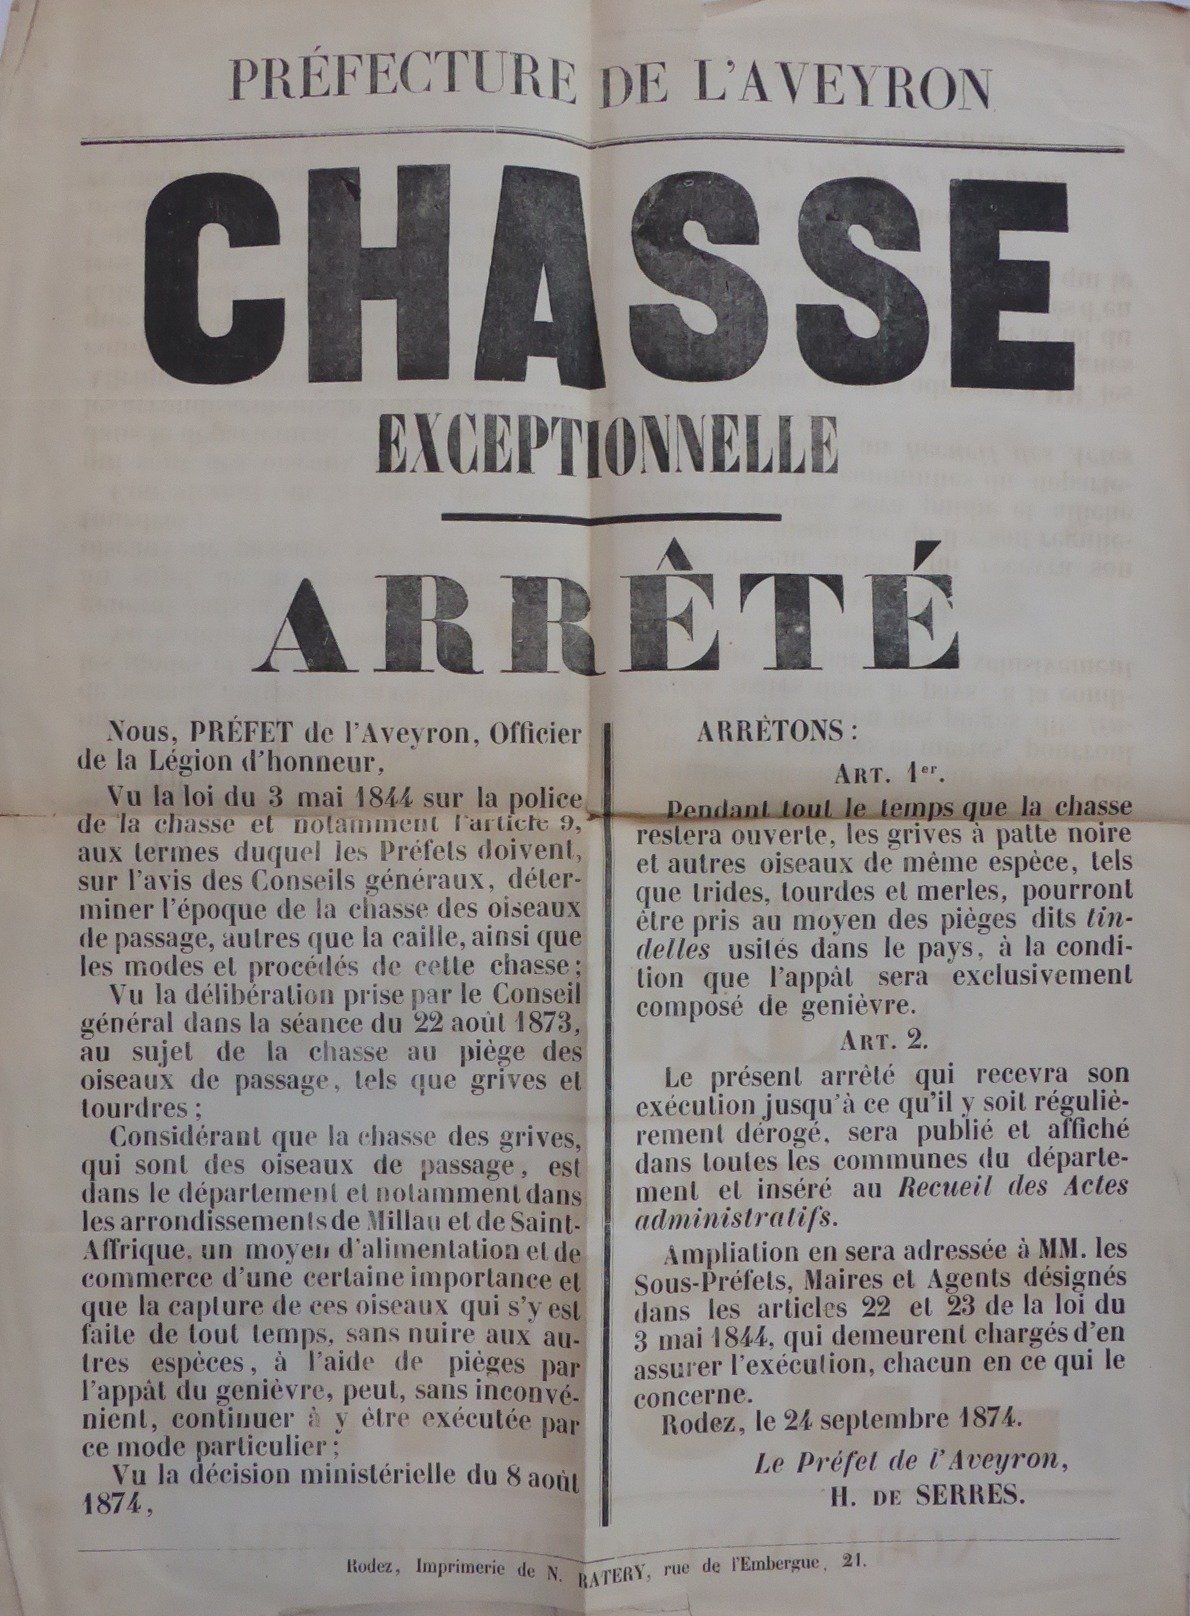 PRÉFECTURE DE L'AVEYRON
CHASSE
EXCEPTIONNELLE
ARRÊTÉ
Nous, PRÉFET de l'Aveyron, Officier
de la Légion d'honneur,
Vu la loi du 3 mai 1844 sur la police
de la chasse et notamment l'article 9,
aux termes duquel les Préfets doivent,
sur l'avis des Conseils généraux, déter-
miner l'époque de la chasse des oiseaux
de passage, autres que la caille, ainsi que
les modes et procédés de cette chasse;
Vu la délibération prise par le Conseil
général dans la séance du 22 août 1873,
au sujet de la chasse au piège des
oiseaux de passage, tels que grives et
tourdres;
Considérant que la chasse des grives,
qui sont des oiseaux de passage, est
dans le département et notamment dans
les arrondissements de Millau et de Saint-
Affrique, un moyen d'alimentation et de
commerce d'une certaine importance et
que la capture de ces oiseaux qui s'y est
faite de tout temps, sans nuire aux au-
tres espèces, à l'aide de pièges par
l'appât du genièvre, peut, sans inconvé-
nient, continuer à y être exécutée par
ce mode particulier;
Vu la décision ministérielle du 8 août
1874,
ARRÊTONS:
ART. 1er.
Pendant tout le temps que la chasse
restera ouverte, les grives à patte noire
et autres oiseaux de même espèce, tels
que trides, tourdes et merles, pourront
être pris au moyen des pièges dits tin-
delles usités dans le pays, à la condi-
tion que l'appât sera exclusivement
composé de genièvre.
ART. 2.
Le présent arrêté qui recevra son
exécution jusqu'à ce qu'il y soit réguliè-
rement dérogé, sera publié et affiché
dans toutes les communes du départe-
ment et inséré au Recueil des Actes
administratifs.
Ampliation en sera adressée à MM. les
Sous-Préfets, Maires et Agents désignés
dans les articles 22 et 23 de la loi du
3 mai 1844, qui demeurent chargés d'en
assurer l'exécution, chacun en ce qui le
concerne.
Rodez, le 24 septembre 1874.
Le Préfet de l'Aveyron,
H. DE SERRES.
Rodez, Imprimerie de N. RATERY, rue de l'Embergue, 21.